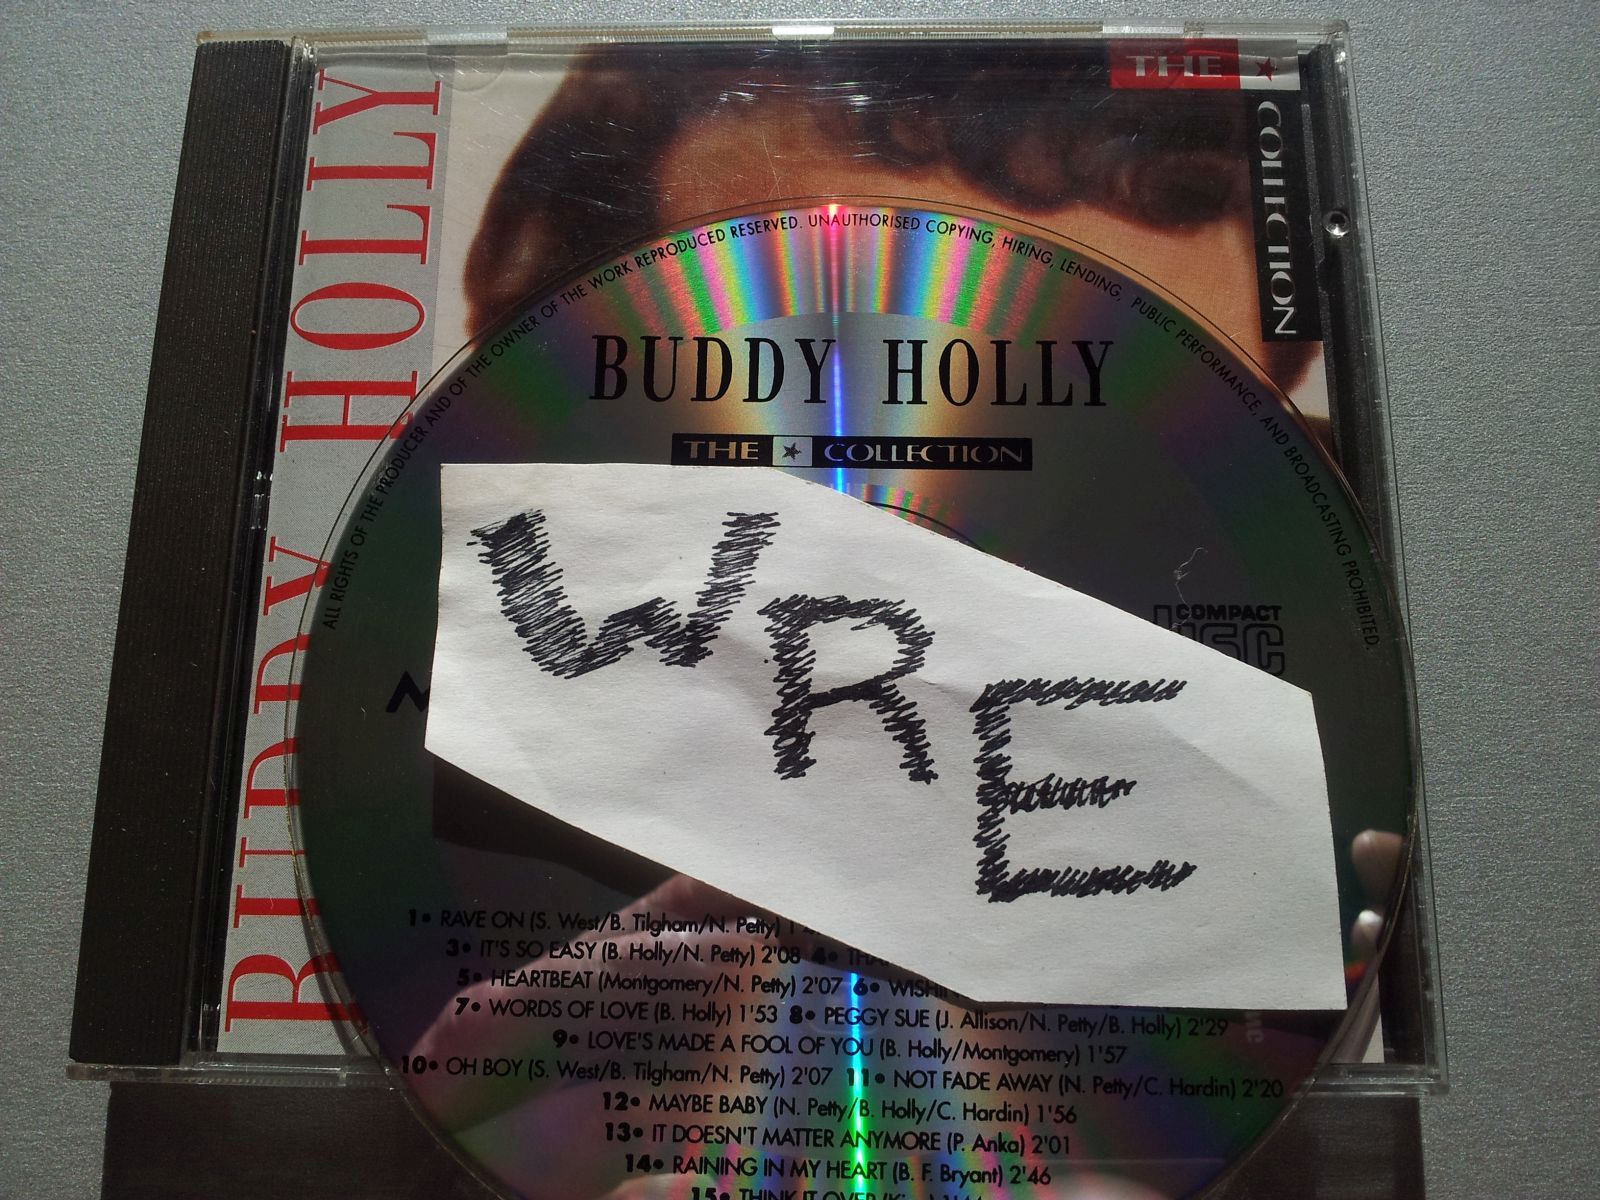 BUDDY HOLLY
THE COLLECTION
ALL RIGHTS OF THE PRODUCER AND OF THE OWNER OF THE WORK REPRODUCED RESERVED. UNAUTHORISED COPYING, HIRING, LENDING, PUBLIC PERFORMANCE, AND BROADCASTING PROHIBITED.
BUDDY HOLLY
THE COLLECTION
COMPACT
DISC
WRE
1• RAVE ON (S. West/B. Tilgham/N. Petty)
3• IT'S SO EASY (B. Holly/N. Petty) 2'08 4•
5• HEARTBEAT (Montgomery/N. Petty) 2'07 6•
7• WORDS OF LOVE (B. Holly) 1'53 8• PEGGY SUE (J. Allison/N. Petty/B. Holly) 2'29
9• LOVE'S MADE A FOOL OF YOU (B. Holly/Montgomery) 1'57
10• OH BOY (S. West/B. Tilgham/N. Petty) 2'07 11• NOT FADE AWAY (N. Petty/C. Hardin) 2'20
12• MAYBE BABY (N. Petty/B. Holly/C. Hardin) 1'56
13• IT DOESN'T MATTER ANYMORE (P. Anka) 2'01
14• RAINING IN MY HEART (B. F. Bryant) 2'46
15• THINK IT OVER